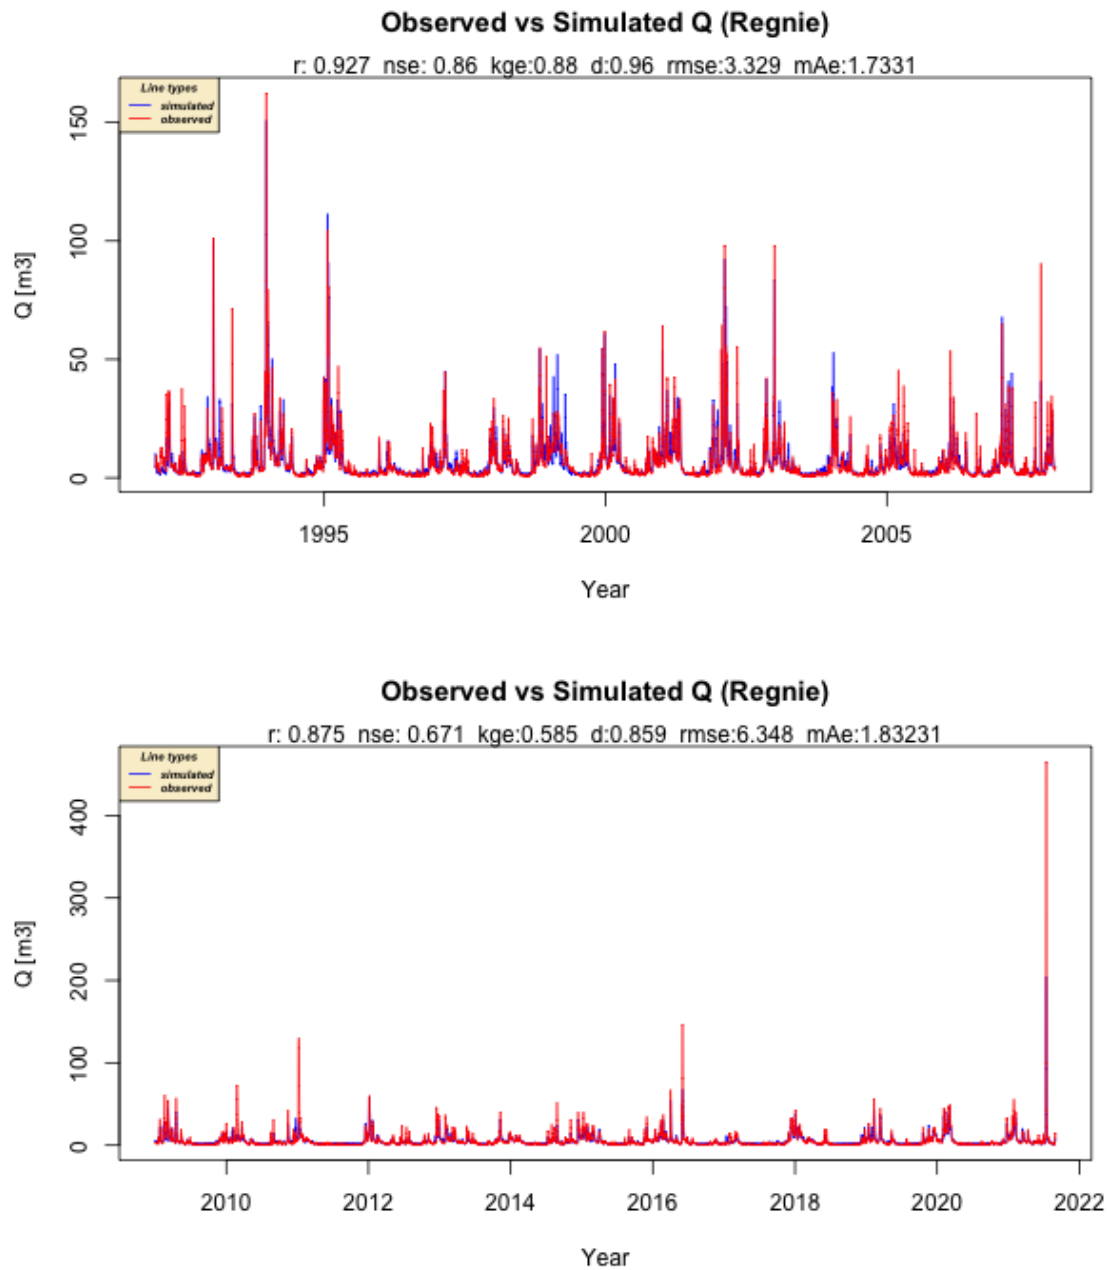 Observed vs Simulated Q (Regnie)
r: 0.927 nse: 0.86 kge:0.88 d:0.96 rmse:3.329 mAe:1.7331
Line types
simulated
observed
150
100
50
0
Q [m3]
1995 2000 2005
Year
Observed vs Simulated Q (Regnie)
r: 0.875 nse: 0.671 kge:0.585 d:0.859 rmse:6.348 mAe:1.83231
Line types
simulated
observed
400
300
200
100
0
Q [m3]
2010 2012 2014 2016 2018 2020 2022
Year